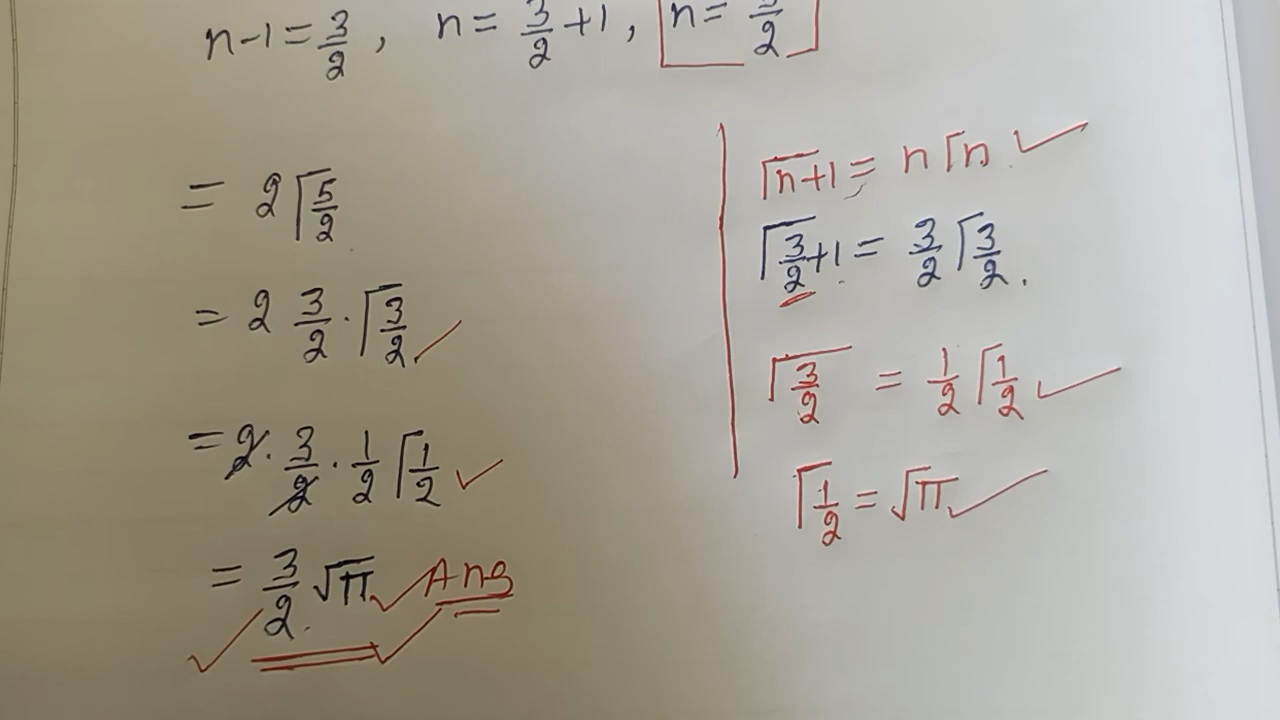 n-1 = 3/2 , n = 3/2 + 1 , n = /2
= 2 Γ5/2
= 2 3/2 · Γ3/2 ✓
= 2 · 3/2 · 1/2 Γ1/2 ✓
= 3/2 √π ✓ Ans
Γn+1 = n Γn ✓
Γ3/2+1 = 3/2 Γ3/2 .
Γ3/2 = 1/2 Γ1/2 ✓
Γ1/2 = √π ✓